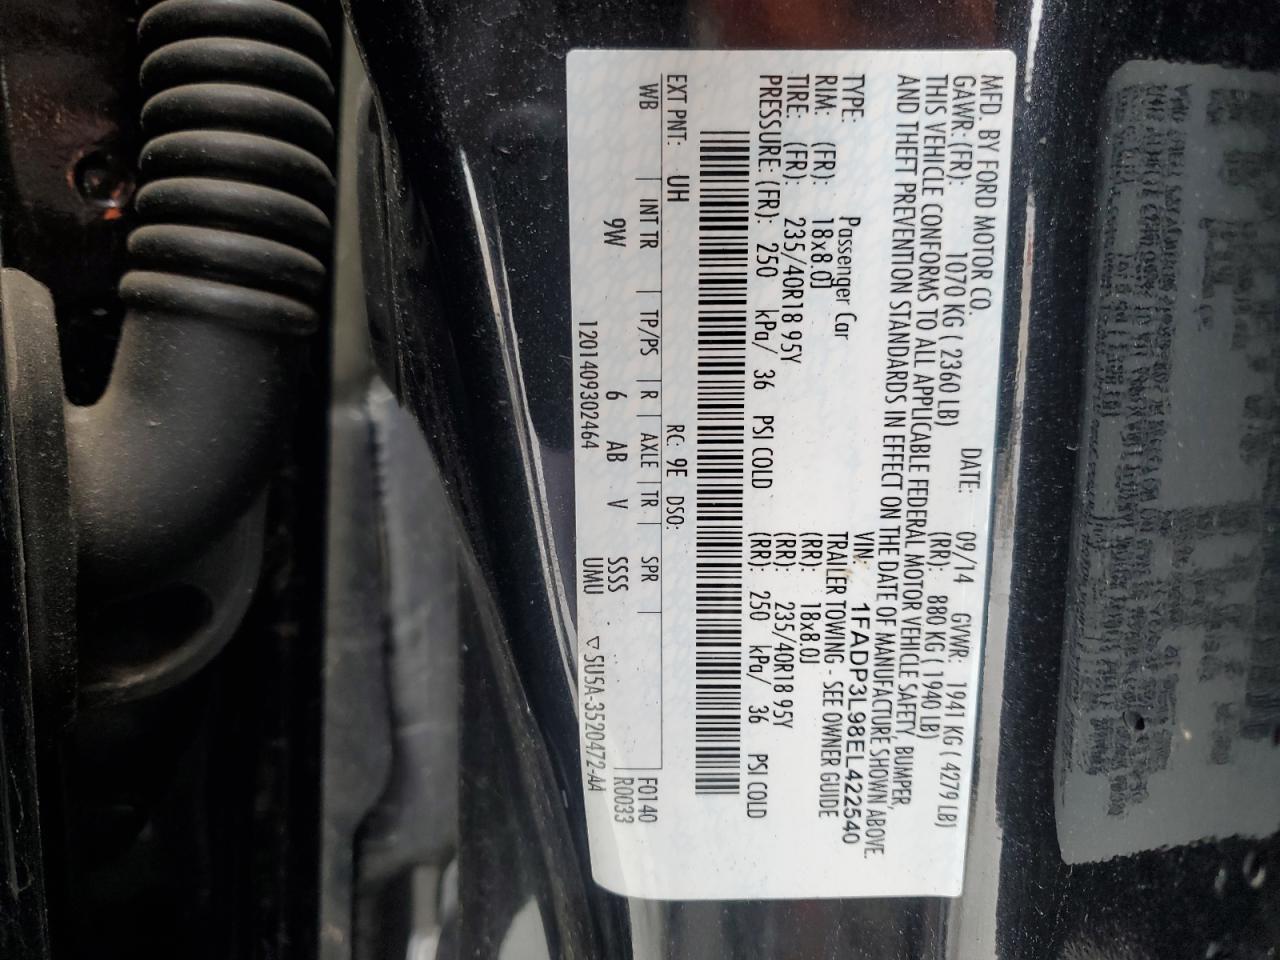 MFD. BY FORD MOTOR CO. DATE: 09/14 GVWR: 1941 KG ( 4279 LB)
GAWR: (FR): 1070 KG ( 2360 LB) (RR): 880 KG ( 1940 LB)
THIS VEHICLE CONFORMS TO ALL APPLICABLE FEDERAL MOTOR VEHICLE SAFETY, BUMPER,
AND THEFT PREVENTION STANDARDS IN EFFECT ON THE DATE OF MANUFACTURE SHOWN ABOVE.
VIN: 1FADP3L98EL422540
TYPE: Passenger Car TRAILER TOWING - SEE OWNER GUIDE
RIM: (FR): 18x8.0J (RR): 18x8.0J
TIRE: (FR): 235/40R18 95Y (RR): 235/40R18 95Y
PRESSURE: (FR): 250 kPa/ 36 PSI COLD (RR): 250 kPa/ 36 PSI COLD
EXT PNT: UH RC: 9E DSO: F0140
WB INT TR TP/PS R AXLE TR SPR R0033
9W 6 AB V SSSS
1201409302464 UMU ▽5U5A-3520472-AA